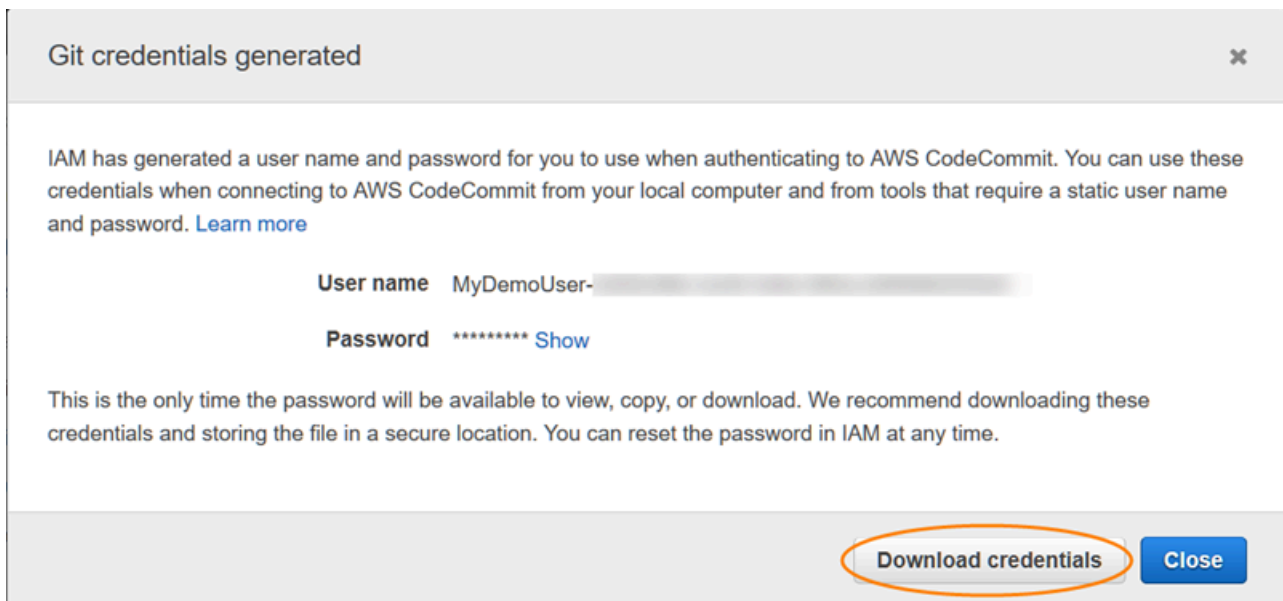 Git credentials generated
IAM has generated a user name and password for you to use when authenticating to AWS CodeCommit. You can use these
credentials when connecting to AWS CodeCommit from your local computer and from tools that require a static user name
and password. Learn more
User name MyDemoUser-
Password ********* Show
This is the only time the password will be available to view, copy, or download. We recommend downloading these
credentials and storing the file in a secure location. You can reset the password in IAM at any time.
Download credentials Close